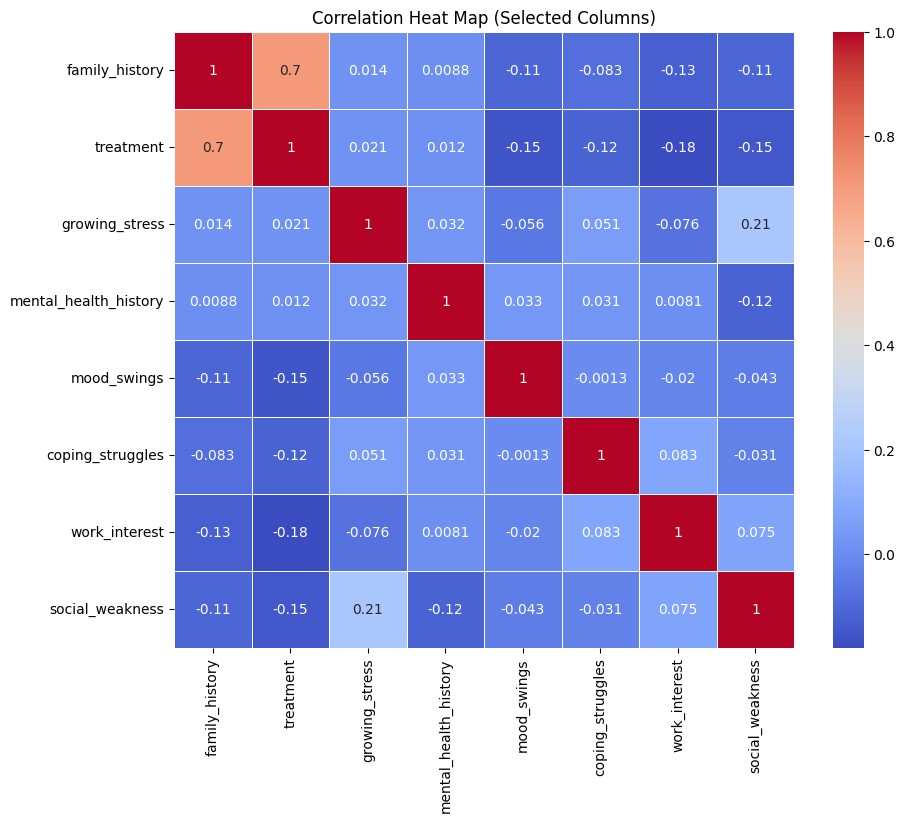 Correlation Heat Map (Selected Columns)
family_history 1 0.7 0.014 0.0088 -0.11 -0.083 -0.13 -0.11
treatment 0.7 1 0.021 0.012 -0.15 -0.12 -0.18 -0.15
growing_stress 0.014 0.021 1 0.032 -0.056 0.051 -0.076 0.21
mental_health_history 0.0088 0.012 0.032 1 0.033 0.031 0.0081 -0.12
mood_swings -0.11 -0.15 -0.056 0.033 1 -0.0013 -0.02 -0.043
coping_struggles -0.083 -0.12 0.051 0.031 -0.0013 1 0.083 -0.031
work_interest -0.13 -0.18 -0.076 0.0081 -0.02 0.083 1 0.075
social_weakness -0.11 -0.15 0.21 -0.12 -0.043 -0.031 0.075 1
family_history
treatment
growing_stress
mental_health_history
mood_swings
coping_struggles
work_interest
social_weakness
1.0
0.8
0.6
0.4
0.2
0.0